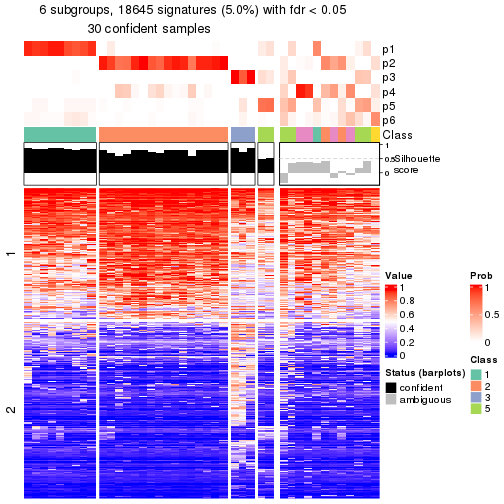 6 subgroups, 18645 signatures (5.0%) with fdr < 0.05
30 confident samples
p1
p2
p3
p4
p5
p6
Class
1
0.5
0
Silhouette
score
1
2
Value
1
0.8
0.6
0.4
0.2
0
Status (barplots)
confident
ambiguous
Prob
1
0.5
0
Class
1
2
3
5